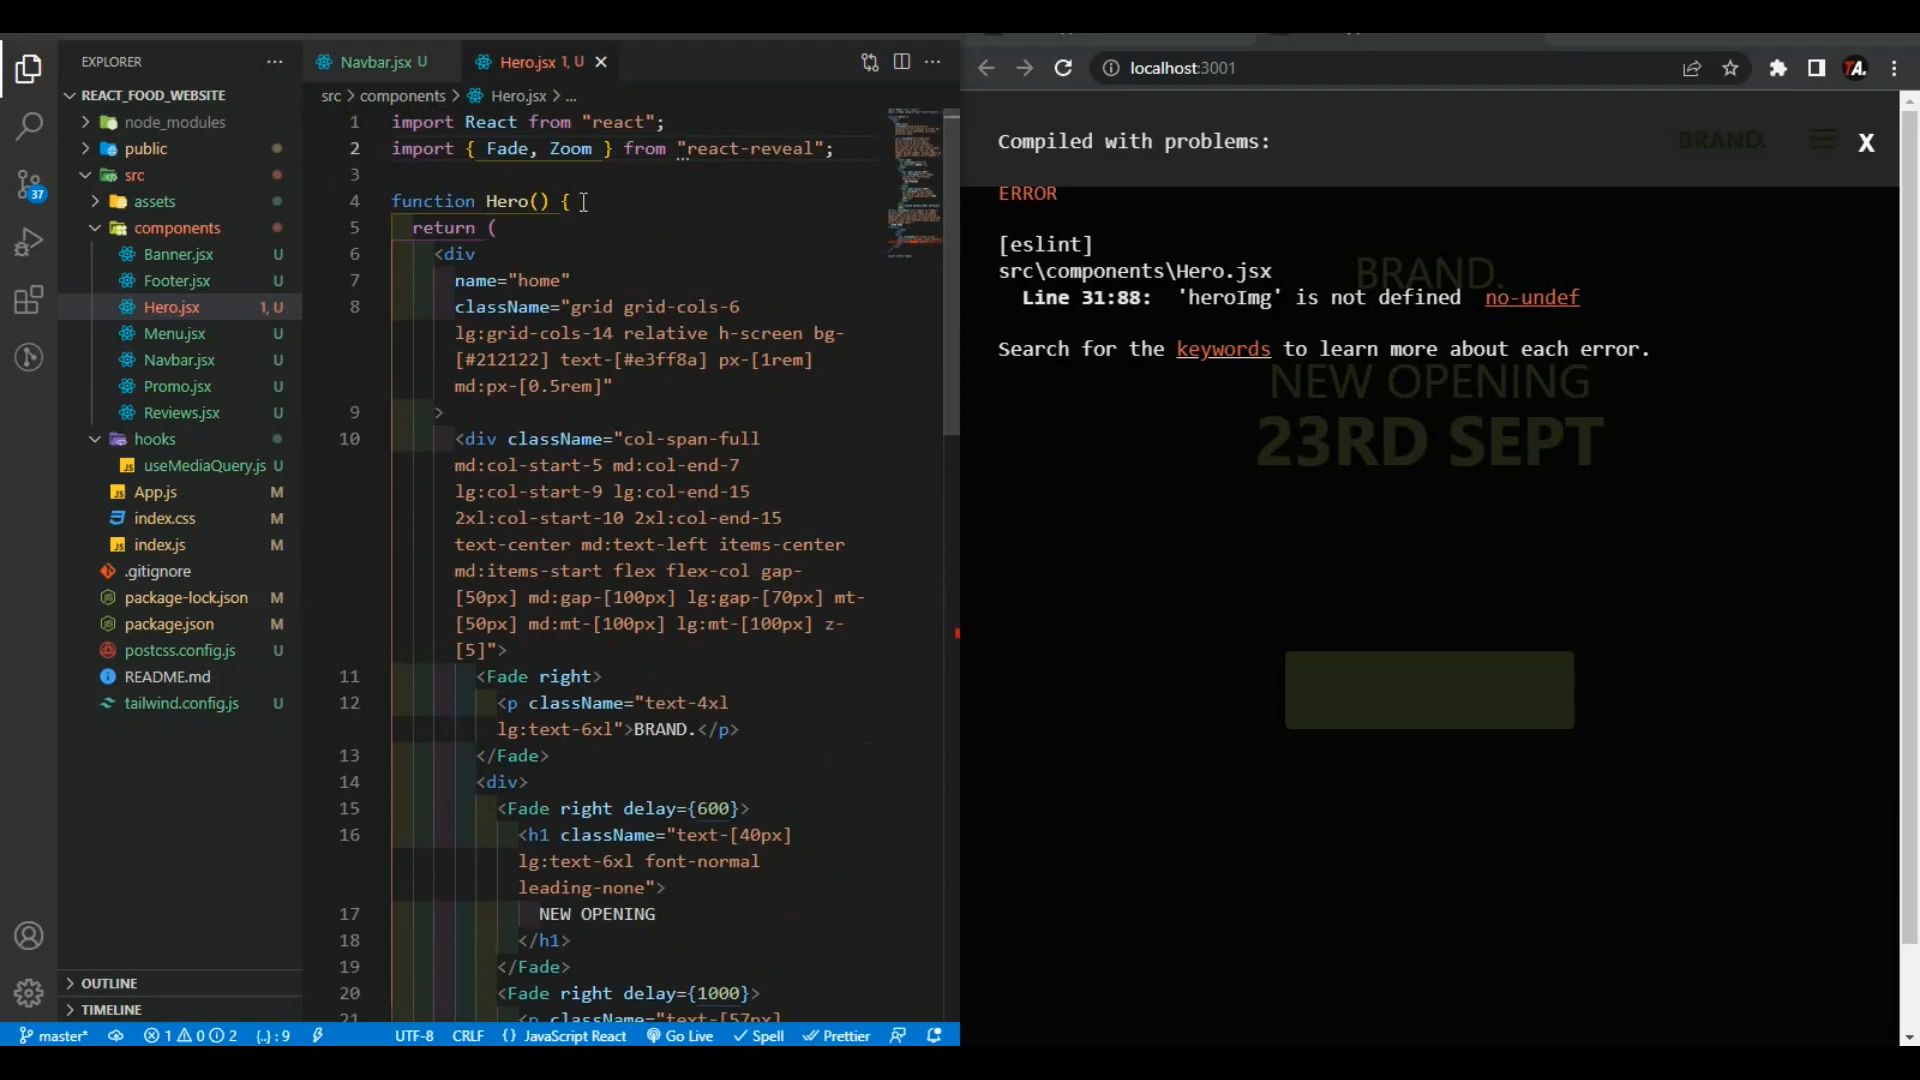 EXPLORER
REACT_FOOD_WEBSITE
node_modules
public
src
assets
components
Banner.jsx U
Footer.jsx U
Hero.jsx 1, U
Menu.jsx U
Navbar.jsx U
Promo.jsx U
Reviews.jsx U
hooks
useMediaQuery.js U
App.js M
index.css M
index.js M
.gitignore
package-lock.json M
package.json M
postcss.config.js U
README.md
tailwind.config.js U
OUTLINE
TIMELINE
37
Navbar.jsx U
Hero.jsx 1, U
src > components > Hero.jsx > ...
1 import React from "react";
2 import { Fade, Zoom } from "react-reveal";
3
4 function Hero() {
5 return (
6 <div
7 name="home"
8 className="grid grid-cols-6
lg:grid-cols-14 relative h-screen bg-
[#212122] text-[#e3ff8a] px-[1rem]
md:px-[0.5rem]"
9 >
10 <div className="col-span-full
md:col-start-5 md:col-end-7
lg:col-start-9 lg:col-end-15
2xl:col-start-10 2xl:col-end-15
text-center md:text-left items-center
md:items-start flex flex-col gap-
[50px] md:gap-[100px] lg:gap-[70px] mt-
[50px] md:mt-[100px] lg:mt-[100px] z-
[5]">
11 <Fade right>
12 <p className="text-4xl
lg:text-6xl">BRAND.</p>
13 </Fade>
14 <div>
15 <Fade right delay={600}>
16 <h1 className="text-[40px]
lg:text-6xl font-normal
leading-none">
17 NEW OPENING
18 </h1>
19 </Fade>
20 <Fade right delay={1000}>
21 <p className="text-[57px]
master* 1 0 2 {..} : 9 UTF-8 CRLF {} JavaScript React Go Live Spell Prettier
localhost:3001
TA.
Compiled with problems:
BRAND.
X
ERROR
[eslint]
src\components\Hero.jsx
Line 31:88: 'heroImg' is not defined no-undef
Search for the keywords to learn more about each error.
BRAND.
NEW OPENING
23RD SEPT